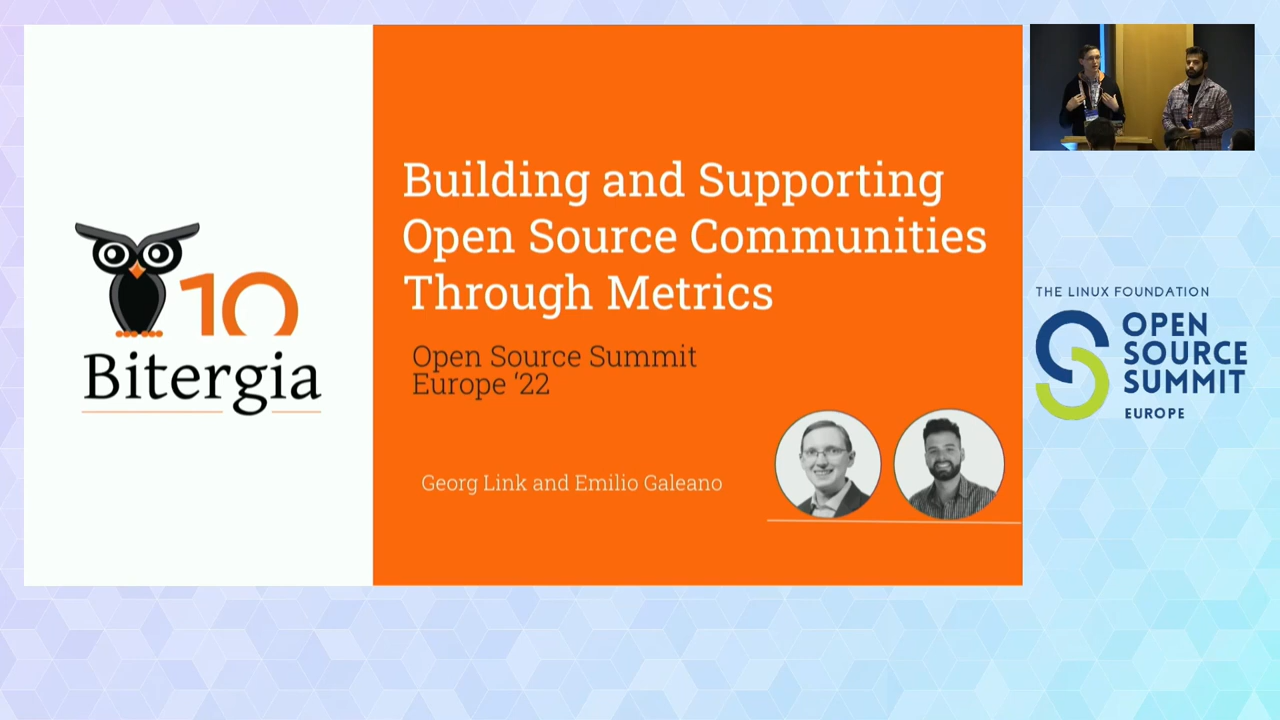 10
Bitergia
Building and Supporting
Open Source Communities
Through Metrics
Open Source Summit
Europe ‘22
Georg Link and Emilio Galeano
THE LINUX FOUNDATION
OPEN
SOURCE
SUMMIT
EUROPE